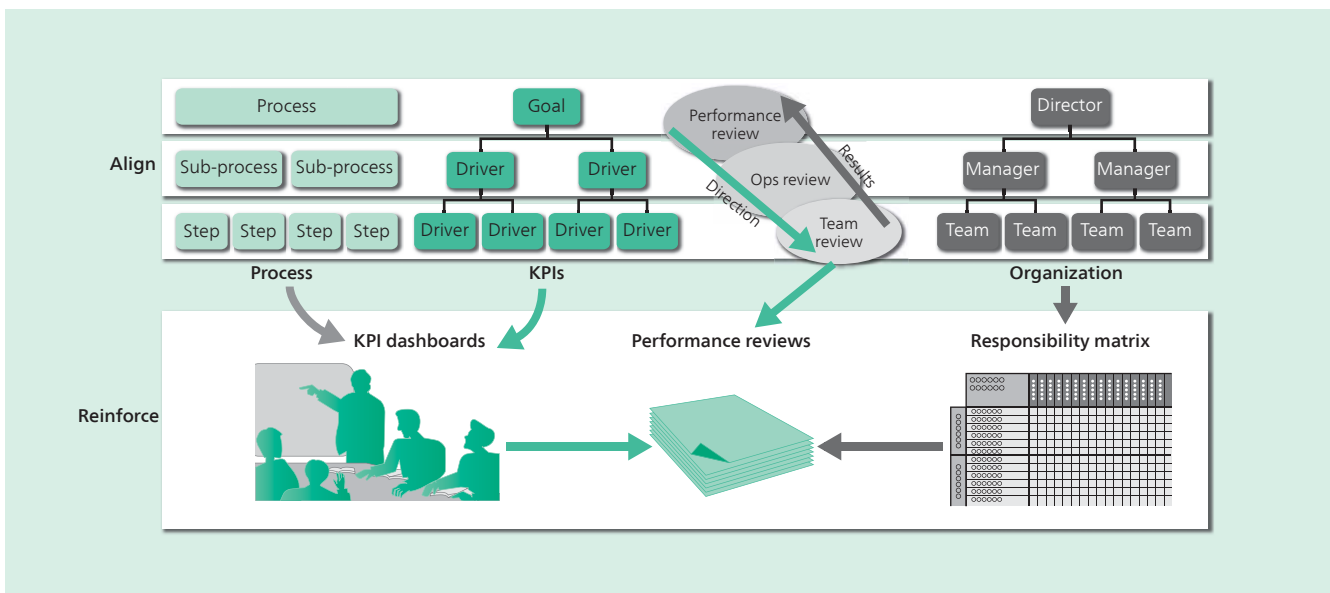 Process
Goal
Performance
review
Director
Align
Sub-process
Sub-process
Driver
Driver
Ops review
Results
Direction
Manager
Manager
Step
Step
Step
Step
Driver
Driver
Driver
Driver
Team
review
Team
Team
Team
Team
Process
KPIs
Organization
KPI dashboards
Performance reviews
Responsibility matrix
Reinforce